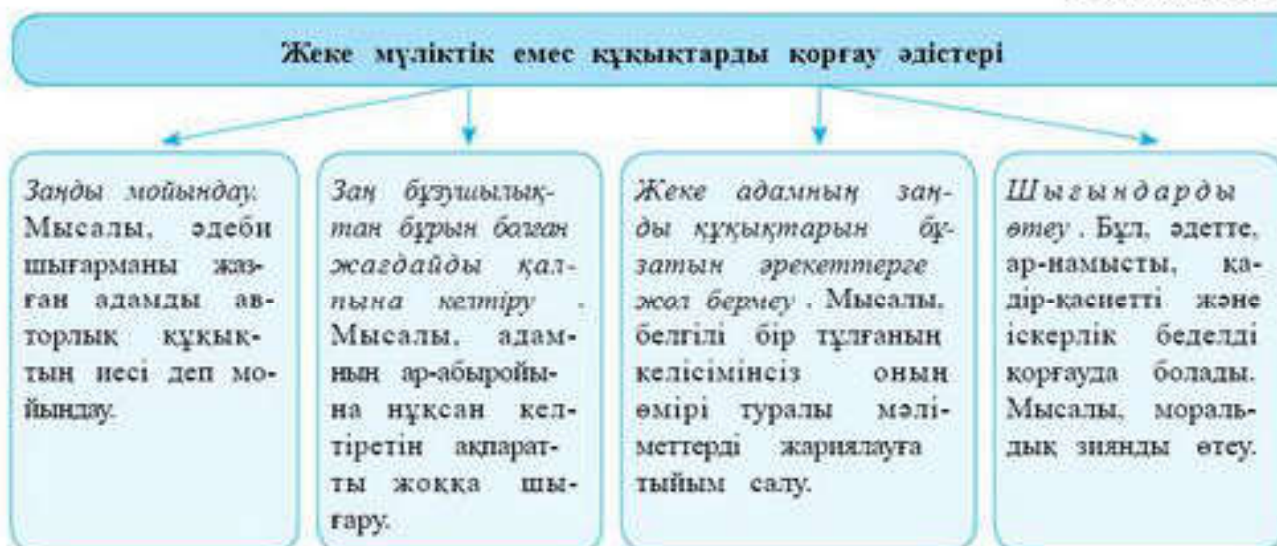 Жеке мүліктік емес құқықтарды қорғау әдістері
Заңды мойындау.
Мысалы, әдеби
шығарманы жаз-
ған адамды ав-
торлық құқық-
тың иесі деп мо-
йындау.
Заң бұзушылық-
тан бұрын болған
жағдайды қал-
пына келтіру .
Мысалы, адам-
ның ар-абыройы-
на нұқсан кел-
тіретін ақпарат-
ты жоққа шы-
ғару.
Жеке адамның заң-
ды құқықтарын бұ-
затын әрекеттерге
жол бермеу . Мысалы,
белгілі бір тұлғаның
келісімінсіз оның
өмірі туралы мәлі-
меттерді жариялауға
тыйым салу.
Шығындарды
өтеу . Бұл, әдетте,
ар-намысты, қа-
дір-қасиетті және
іскерлік беделді
қорғауда болады.
Мысалы, мораль-
дық зиянды өтеу.